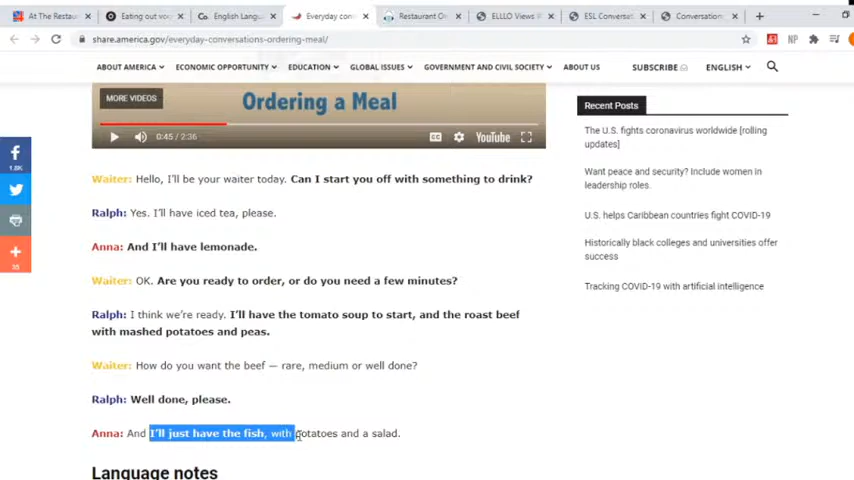 At The Restau
Eating out voc
English Langu
Everyday con
Restaurant O
ELLLO Views
ESL Conversat
Conversation
share.america.gov/everyday-conversations-ordering-meal/
NP
ABOUT AMERICA ECONOMIC OPPORTUNITY EDUCATION GLOBAL ISSUES GOVERNMENT AND CIVIL SOCIETY ABOUT US SUBSCRIBE ENGLISH
MORE VIDEOS
Ordering a Meal
0:45 / 2:36
CC
YouTube
1.8K
35
Waiter: Hello, I'll be your waiter today. Can I start you off with something to drink?
Ralph: Yes. I'll have iced tea, please.
Anna: And I'll have lemonade.
Waiter: OK. Are you ready to order, or do you need a few minutes?
Ralph: I think we're ready. I'll have the tomato soup to start, and the roast beef
with mashed potatoes and peas.
Waiter: How do you want the beef — rare, medium or well done?
Ralph: Well done, please.
Anna: And I'll just have the fish, with potatoes and a salad.
Language notes
Recent Posts
The U.S. fights coronavirus worldwide [rolling
updates]
Want peace and security? Include women in
leadership roles.
U.S. helps Caribbean countries fight COVID-19
Historically black colleges and universities offer
success
Tracking COVID-19 with artificial intelligence